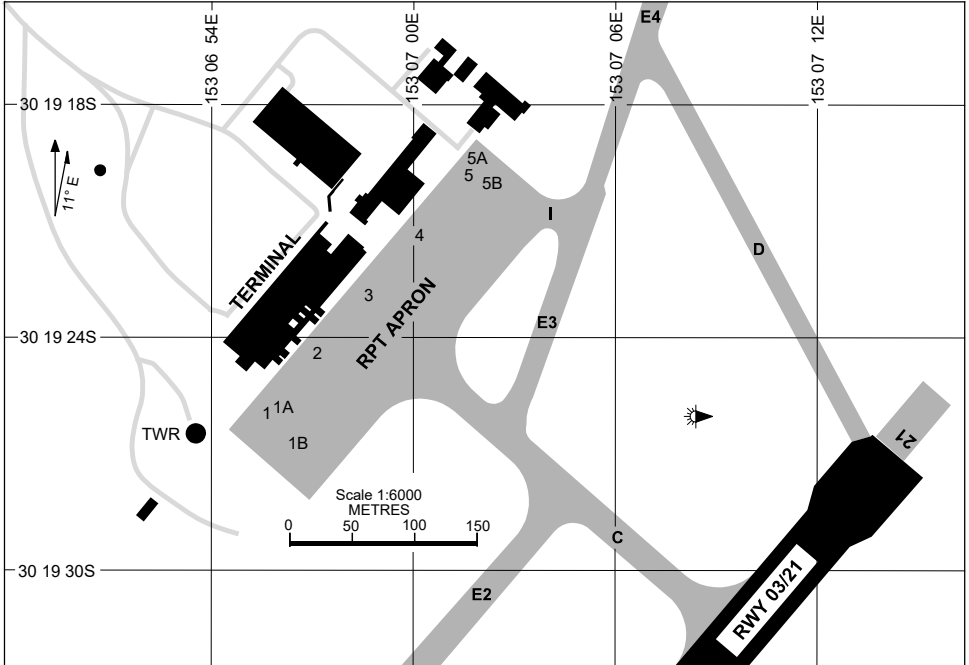 153 06 54E
153 07 00E
153 07 06E
153 07 12E
E4
30 19 18S
11° E
5A
5
5B
I
4
D
TERMINAL
3
RPT APRON
E3
30 19 24S
2
1
1A
1B
TWR
21
Scale 1:6000
METRES
0 50 100 150
C
30 19 30S
E2
RWY 03/21